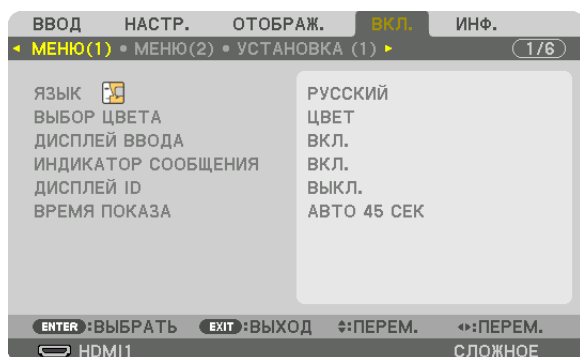 ВВОД НАСТР. ОТОБРАЖ. ВКЛ. ИНФ.
МЕНЮ(1) • МЕНЮ(2) • УСТАНОВКА (1) 1/6
ЯЗЫК РУССКИЙ
ВЫБОР ЦВЕТА ЦВЕТ
ДИСПЛЕЙ ВВОДА ВКЛ.
ИНДИКАТОР СООБЩЕНИЯ ВКЛ.
ДИСПЛЕЙ ID ВЫКЛ.
ВРЕМЯ ПОКАЗА АВТО 45 СЕК
ENTER:ВЫБРАТЬ EXIT:ВЫХОД :ПЕРЕМ. :ПЕРЕМ.
HDMI1 СЛОЖНОЕ